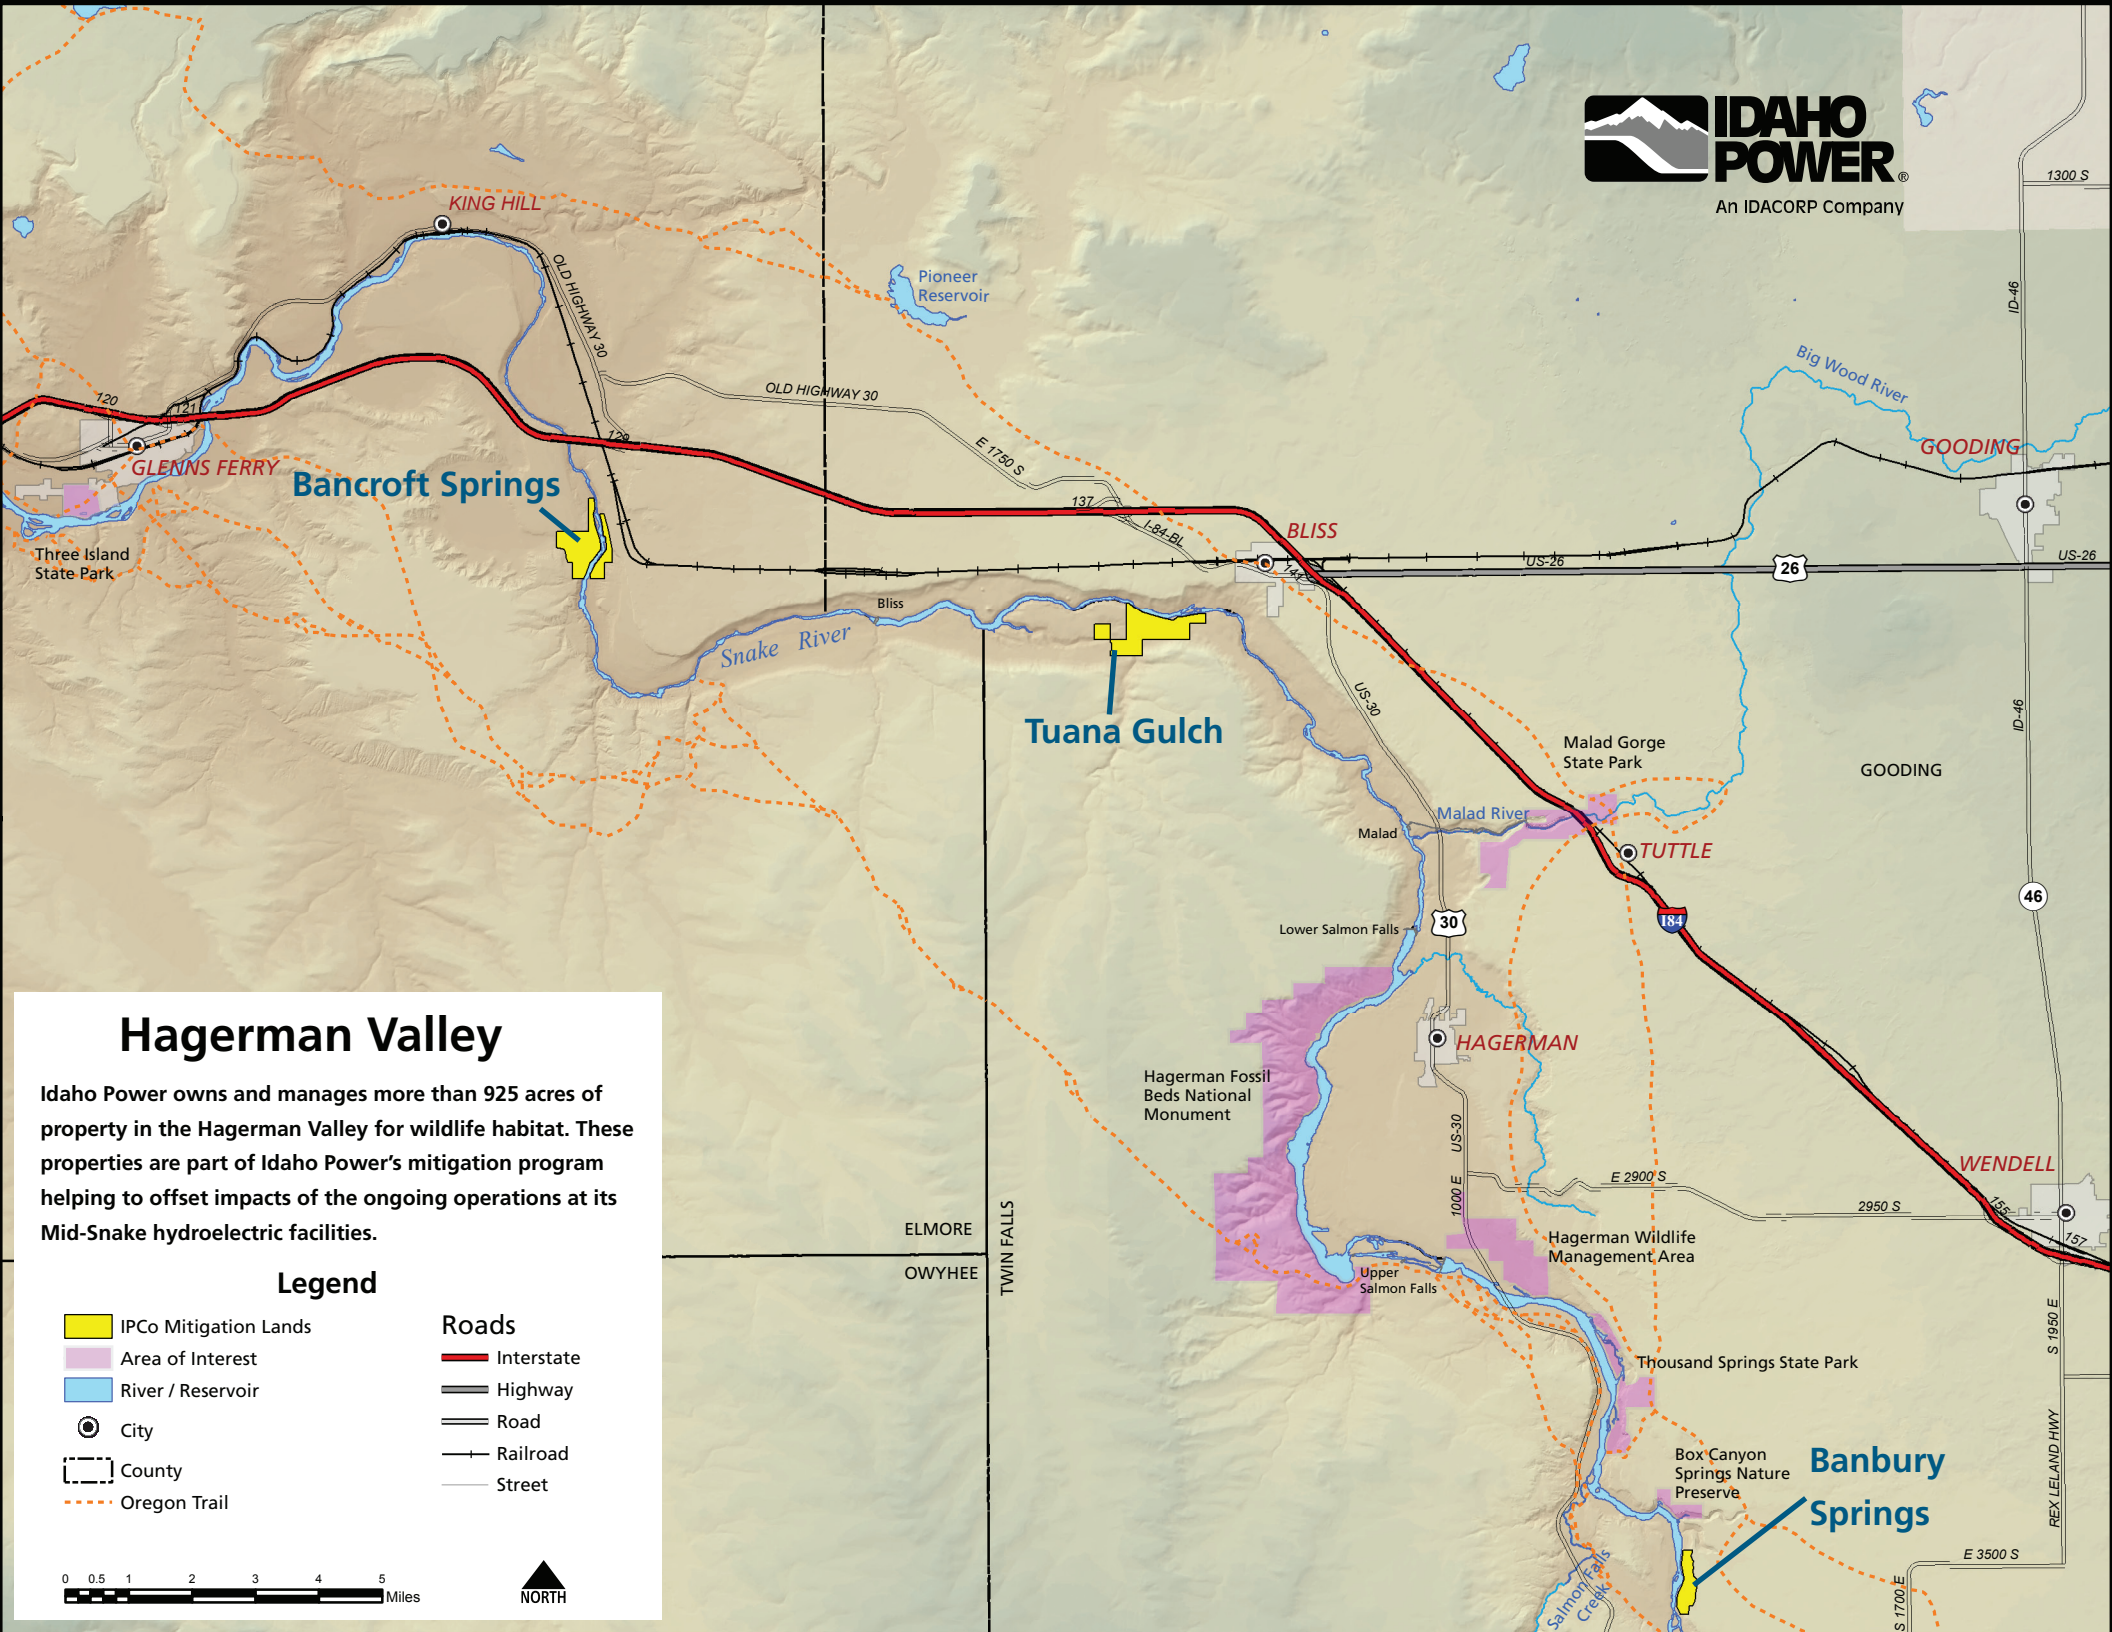 IDAHO
POWER®
An IDACORP Company
1300 S
KING HILL
OLD HIGHWAY 30
Pioneer
Reservoir
ID-46
Big Wood River
OLD HIGHWAY 30
120
121
129
E 1750 S
GOODING
GLENNS FERRY
Bancroft Springs
137
I-84-BL
BLISS
141
US-26
26
US-26
Three Island
State Park
Bliss
Snake River
Tuana Gulch
US-30
ID-46
Malad Gorge
State Park
GOODING
Malad River
Malad
TUTTLE
46
I84
30
Lower Salmon Falls
HAGERMAN
Hagerman Fossil
Beds National
Monument
US-30
1000 E
E 2900 S
WENDELL
2950 S
155
157
ELMORE
OWYHEE
TWIN FALLS
Hagerman Wildlife
Management Area
Upper
Salmon Falls
S 1950 E
Thousand Springs State Park
REX LELAND HWY
Box Canyon
Springs Nature
Preserve
Banbury
Springs
E 3500 S
S 1700 E
Salmon Falls
Creek
Hagerman Valley
Idaho Power owns and manages more than 925 acres of
property in the Hagerman Valley for wildlife habitat. These
properties are part of Idaho Power's mitigation program
helping to offset impacts of the ongoing operations at its
Mid-Snake hydroelectric facilities.
Legend
IPCo Mitigation Lands
Area of Interest
River / Reservoir
City
County
Oregon Trail
Roads
Interstate
Highway
Road
Railroad
Street
0 0.5 1 2 3 4 5
Miles
NORTH